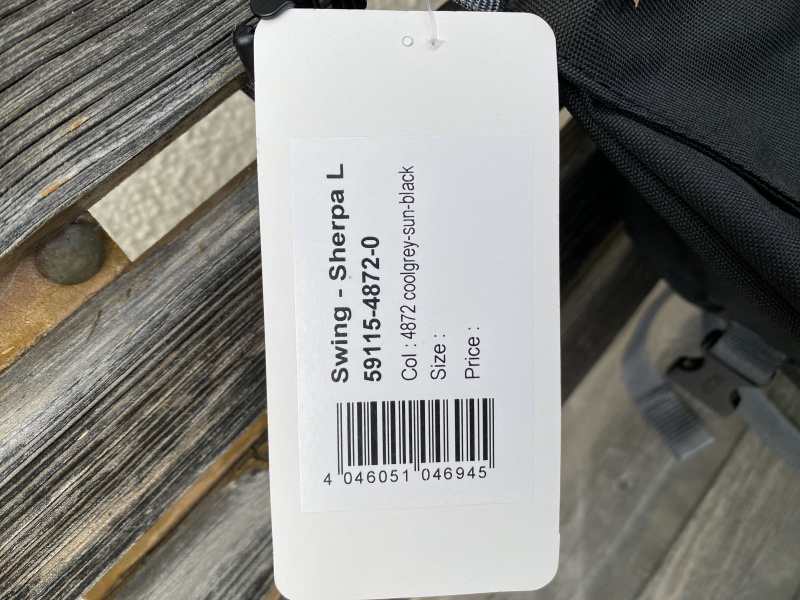 Swing - Sherpa L
59115-4872-0
Col : 4872 coolgrey-sun-black
Size :
Price :
4 046051 046945